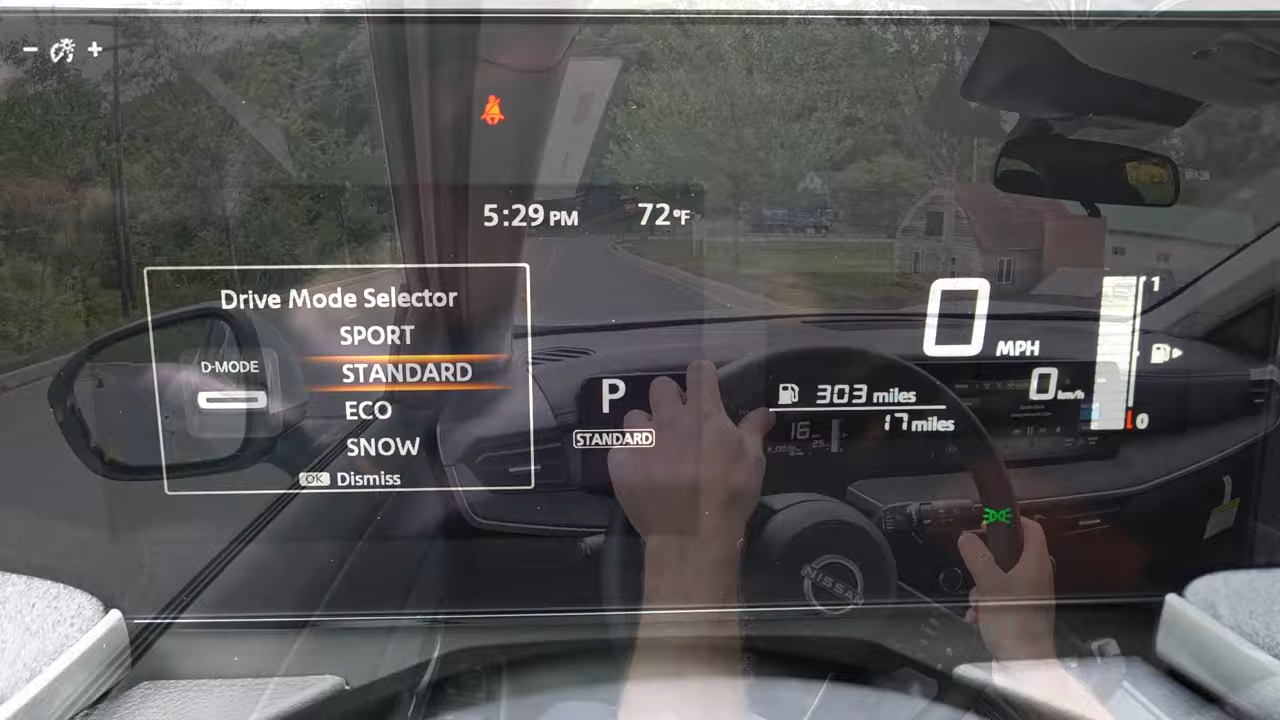 - +
5:29 PM 72°F
Drive Mode Selector
SPORT
D-MODE
STANDARD
ECO
SNOW
OK Dismiss
P
STANDARD
303 miles
17 miles
16
25
0 MPH
0 km/h
1
0
NISSAN